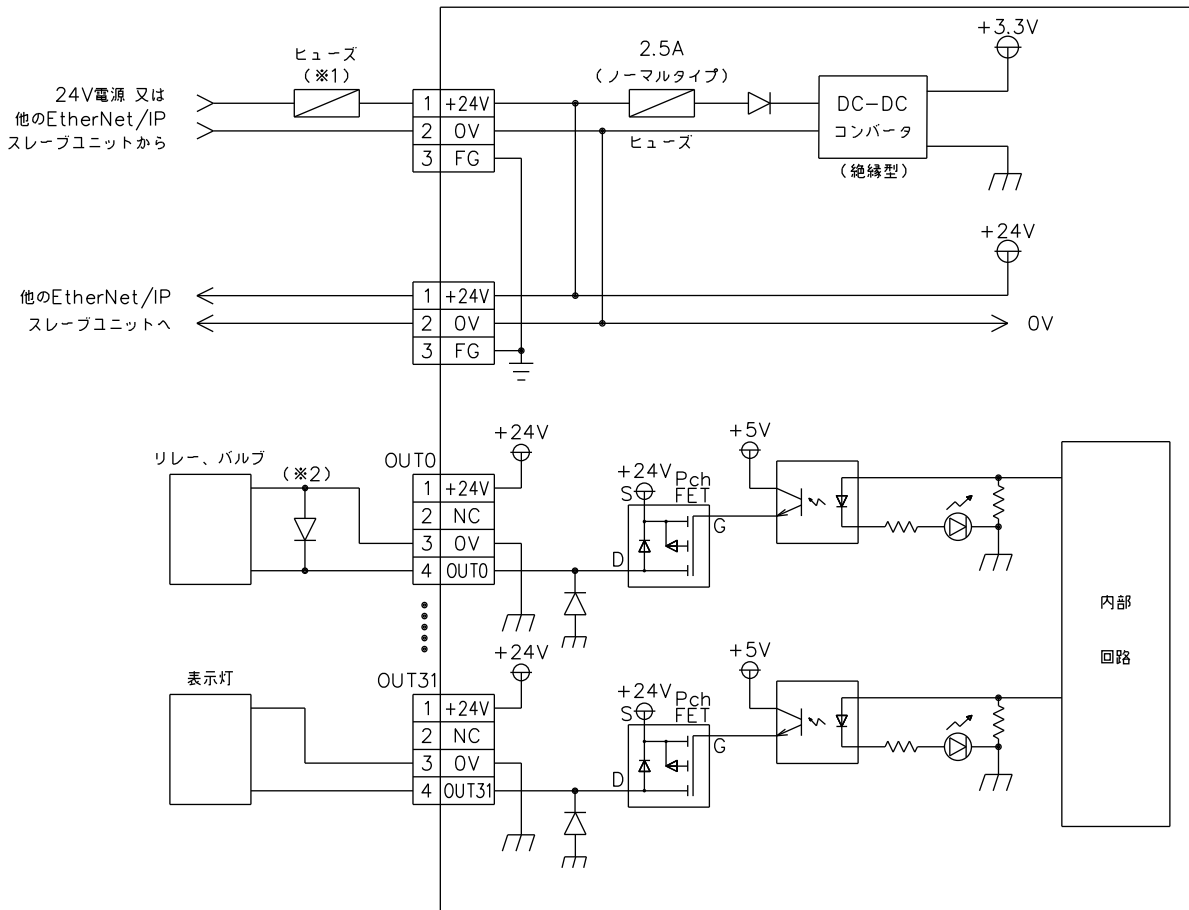 +3.3V
ヒューズ
(※1)
2.5A
(ノーマルタイプ)
24V電源 又は
他のEtherNet/IP
スレーブユニットから
1 +24V
2 0V
3 FG
ヒューズ
DC-DC
コンバータ
(絶縁型)
+24V
他のEtherNet/IP
スレーブユニットへ
1 +24V
2 0V
3 FG
0V
リレー、バルブ
(※2)
OUT0
+24V
1 +24V
2 NC
3 0V
4 OUT0
+24V
S
Pch
FET
G
D
+5V
内部
回路
表示灯
OUT31
+24V
1 +24V
2 NC
3 0V
4 OUT31
+24V
S
Pch
FET
G
D
+5V